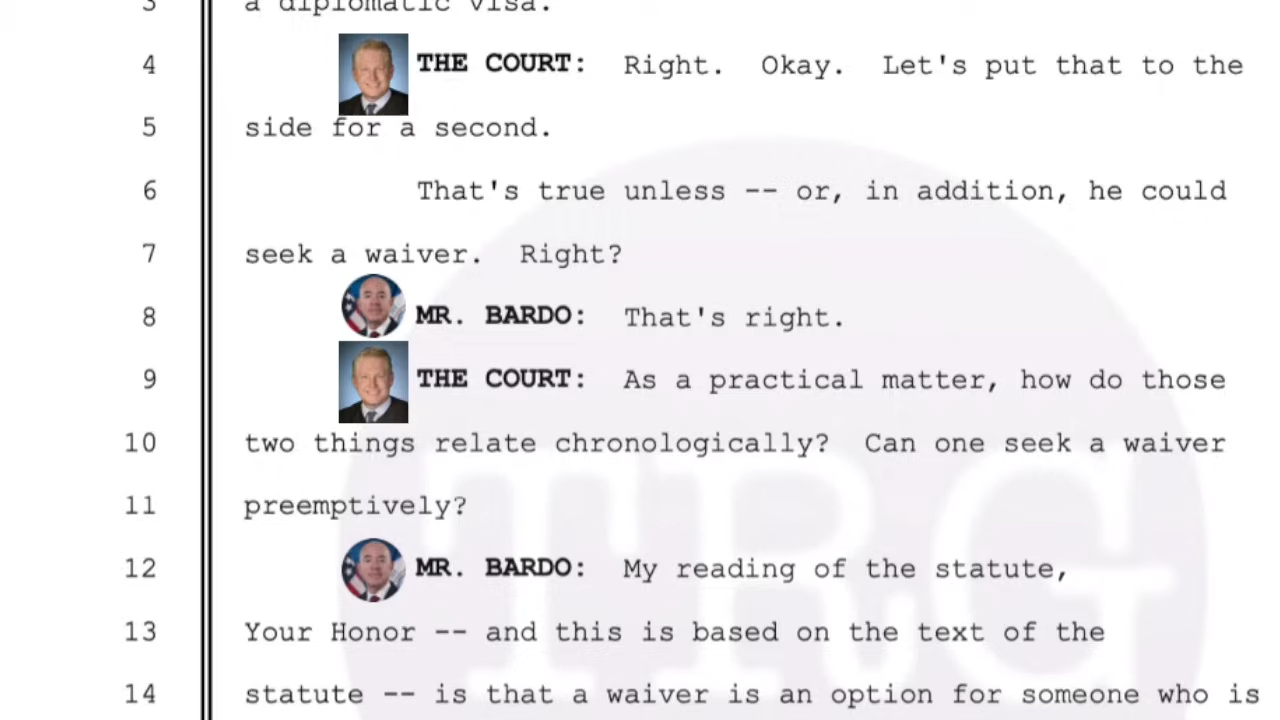 3 a diplomatic visa.
4 THE COURT: Right. Okay. Let's put that to the
5 side for a second.
6 That's true unless -- or, in addition, he could
7 seek a waiver. Right?
8 MR. BARDO: That's right.
9 THE COURT: As a practical matter, how do those
10 two things relate chronologically? Can one seek a waiver
11 preemptively?
12 MR. BARDO: My reading of the statute,
13 Your Honor -- and this is based on the text of the
14 statute -- is that a waiver is an option for someone who is
TRG